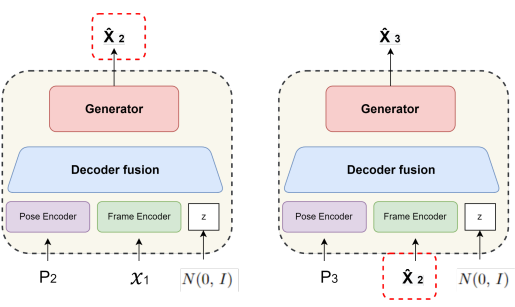 X̂ 2
Generator
Decoder fusion
Pose Encoder
Frame Encoder
z
P2
x1
N(0, I)
X̂ 3
Generator
Decoder fusion
Pose Encoder
Frame Encoder
z
P3
X̂ 2
N(0, I)